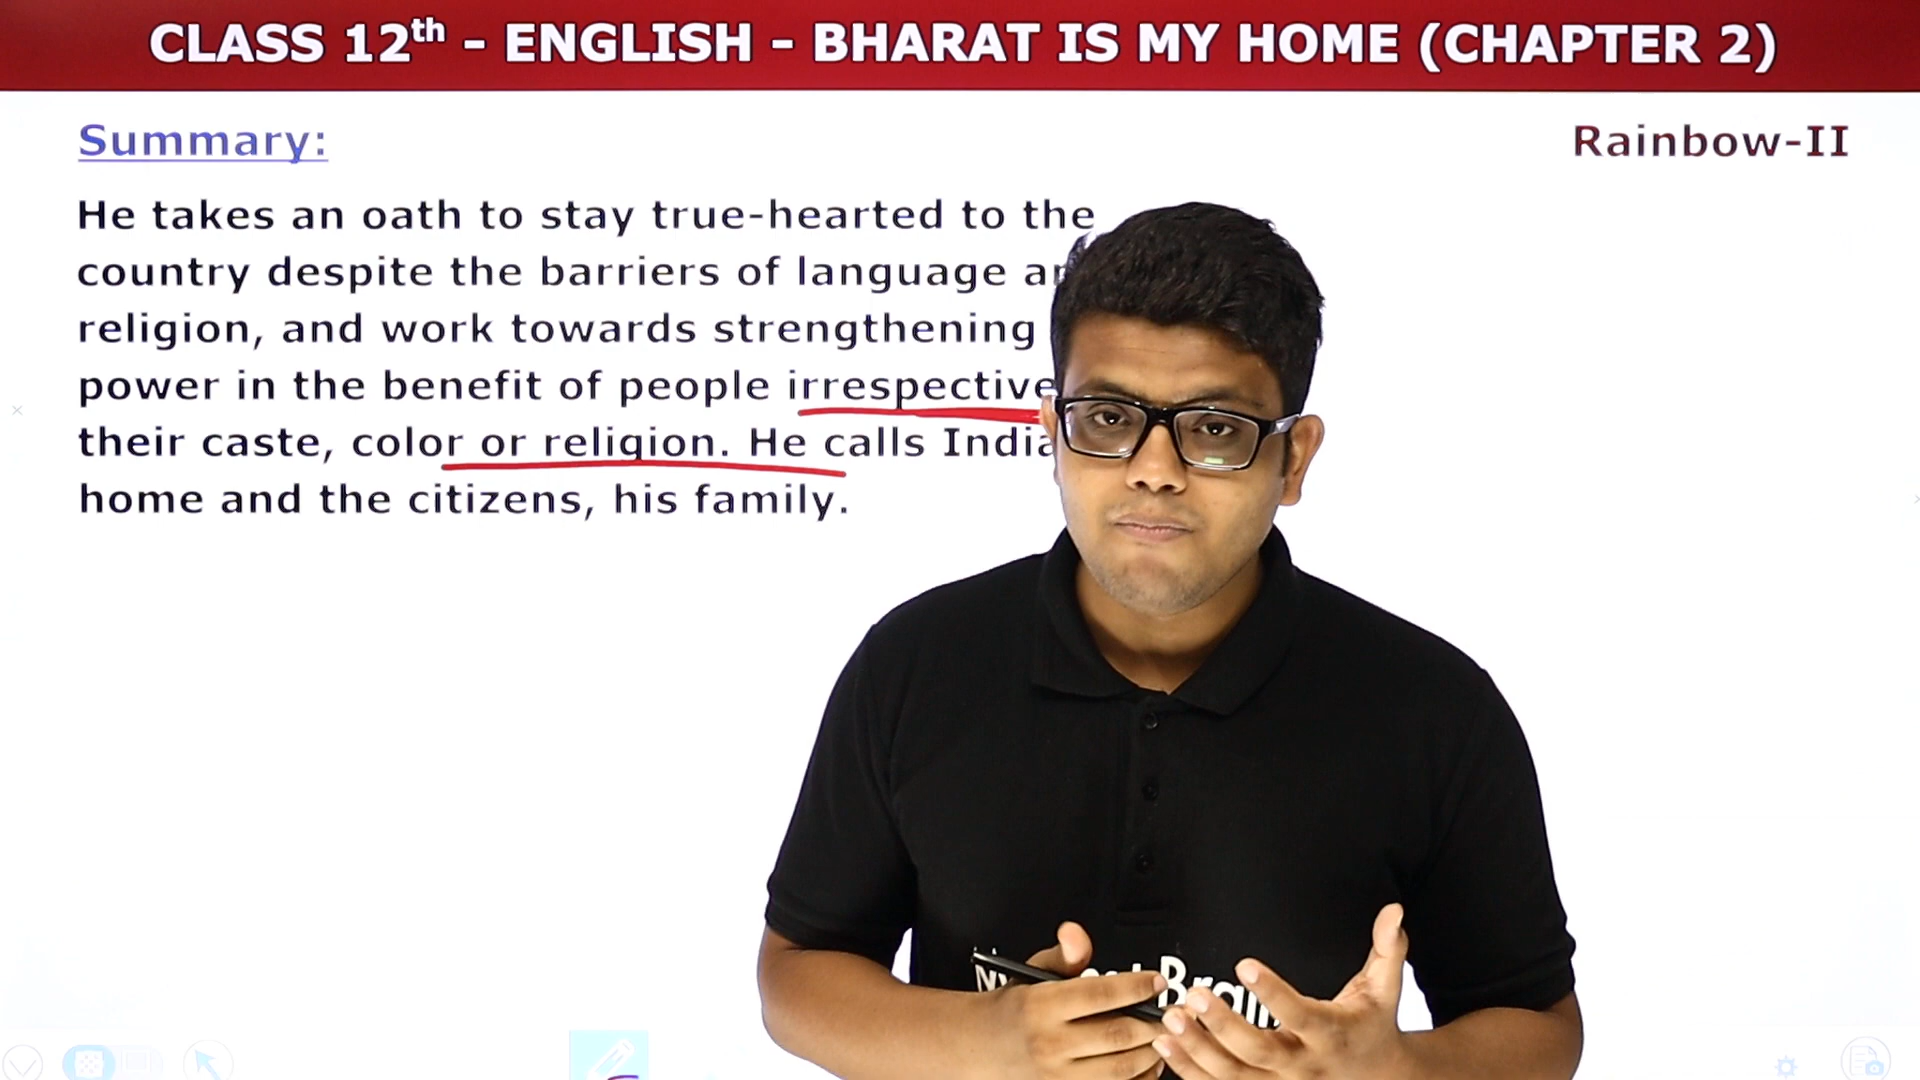 CLASS 12th - ENGLISH - BHARAT IS MY HOME (CHAPTER 2)
Summary:
Rainbow-II
He takes an oath to stay true-hearted to the
country despite the barriers of language
religion, and work towards strengthening
power in the benefit of people irrespective
their caste, color or religion. He calls India
home and the citizens, his family.